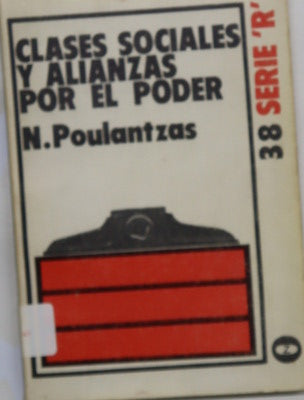 CLASES SOCIALES
Y ALIANZAS
POR EL PODER
N.Poulantzas
38 SERIE 'R'
Z